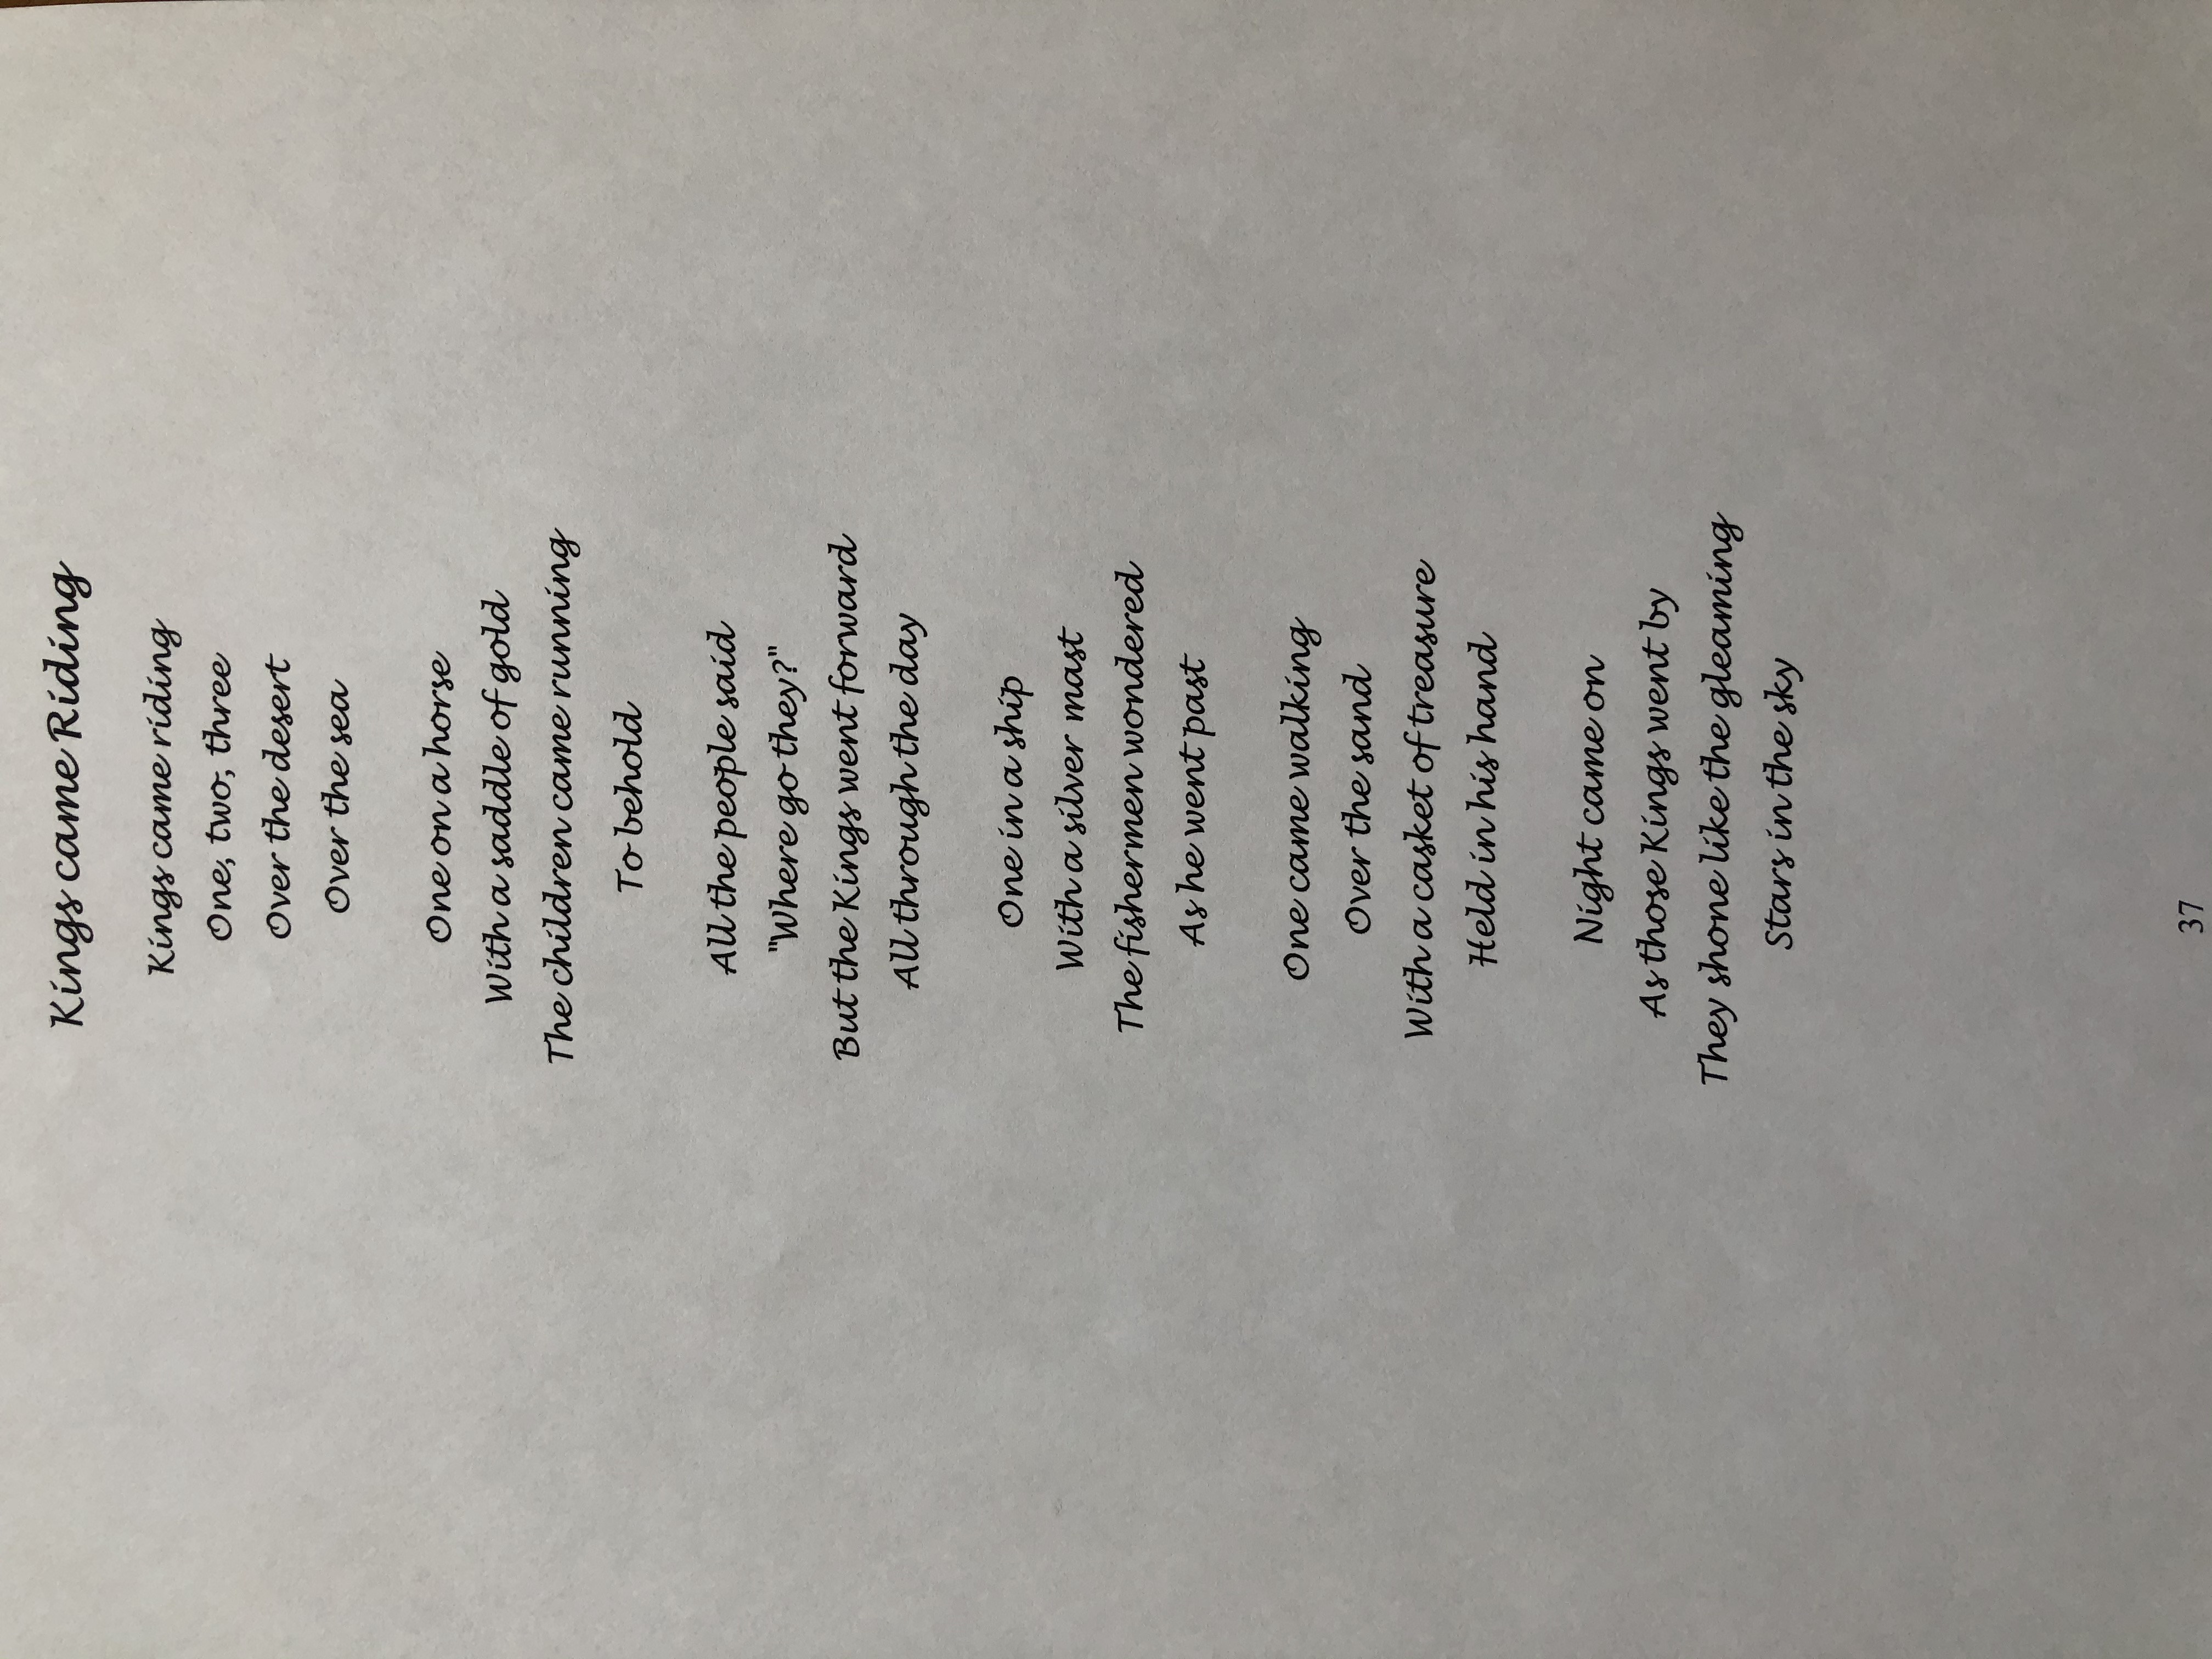 Kings came Riding
Kings came riding
One, two, three
Over the desert
Over the sea
One on a horse
With a saddle of gold
The children came running
To behold
All the people said
"Where go they?"
But the Kings went forward
All through the day
One in a ship
With a silver mast
The fishermen wondered
As he went past
One came walking
Over the sand
With a casket of treasure
Held in his hand
Night came on
As those Kings went by
They shone like the gleaming
Stars in the sky
37